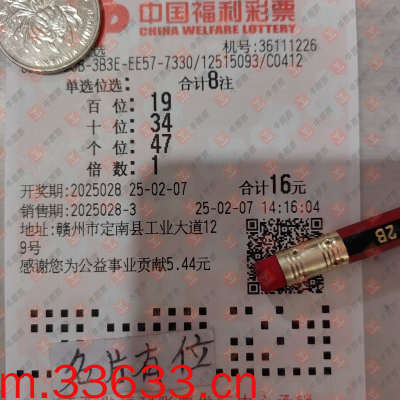 中国福利彩票
CHINA WELFARE LOTTERY
选 机号:36111226
-3B3E-EE57-7330/12515093/C0412
单选位选: 合计8注
百 位: 19
十 位: 34
个 位: 47
倍 数: 1
开奖期:2025028 25-02-07 合计16元
销售期:2025028-3 25-02-07 14:16:04
地址:赣州市定南县工业大道12
9号
感谢您为公益事业贡献5.44元
2B
位
m.33633.cn